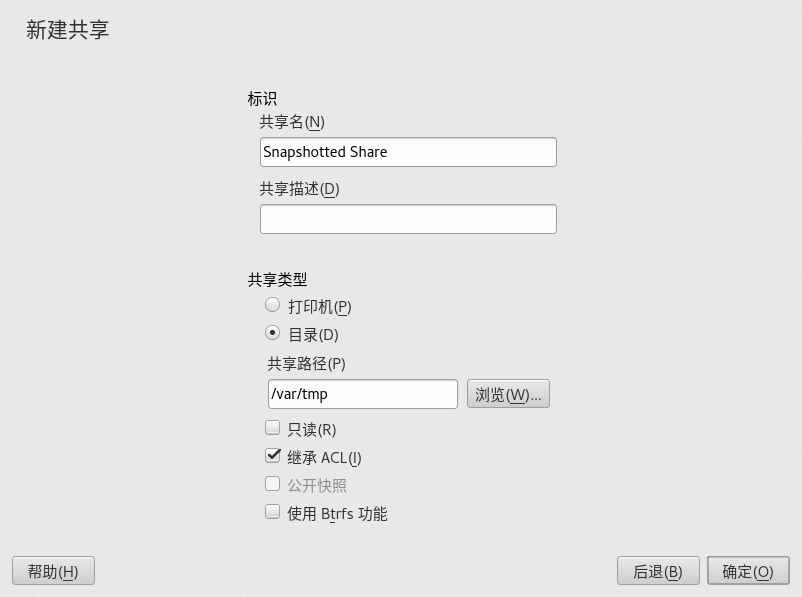 新建共享
标识
共享名(N)
Snapshotted Share
共享描述(D)
共享类型
打印机(P)
目录(D)
共享路径(P)
/var/tmp
浏览(W)...
只读(R)
继承 ACL(I)
公开快照
使用 Btrfs 功能
帮助(H)
后退(B)
确定(O)